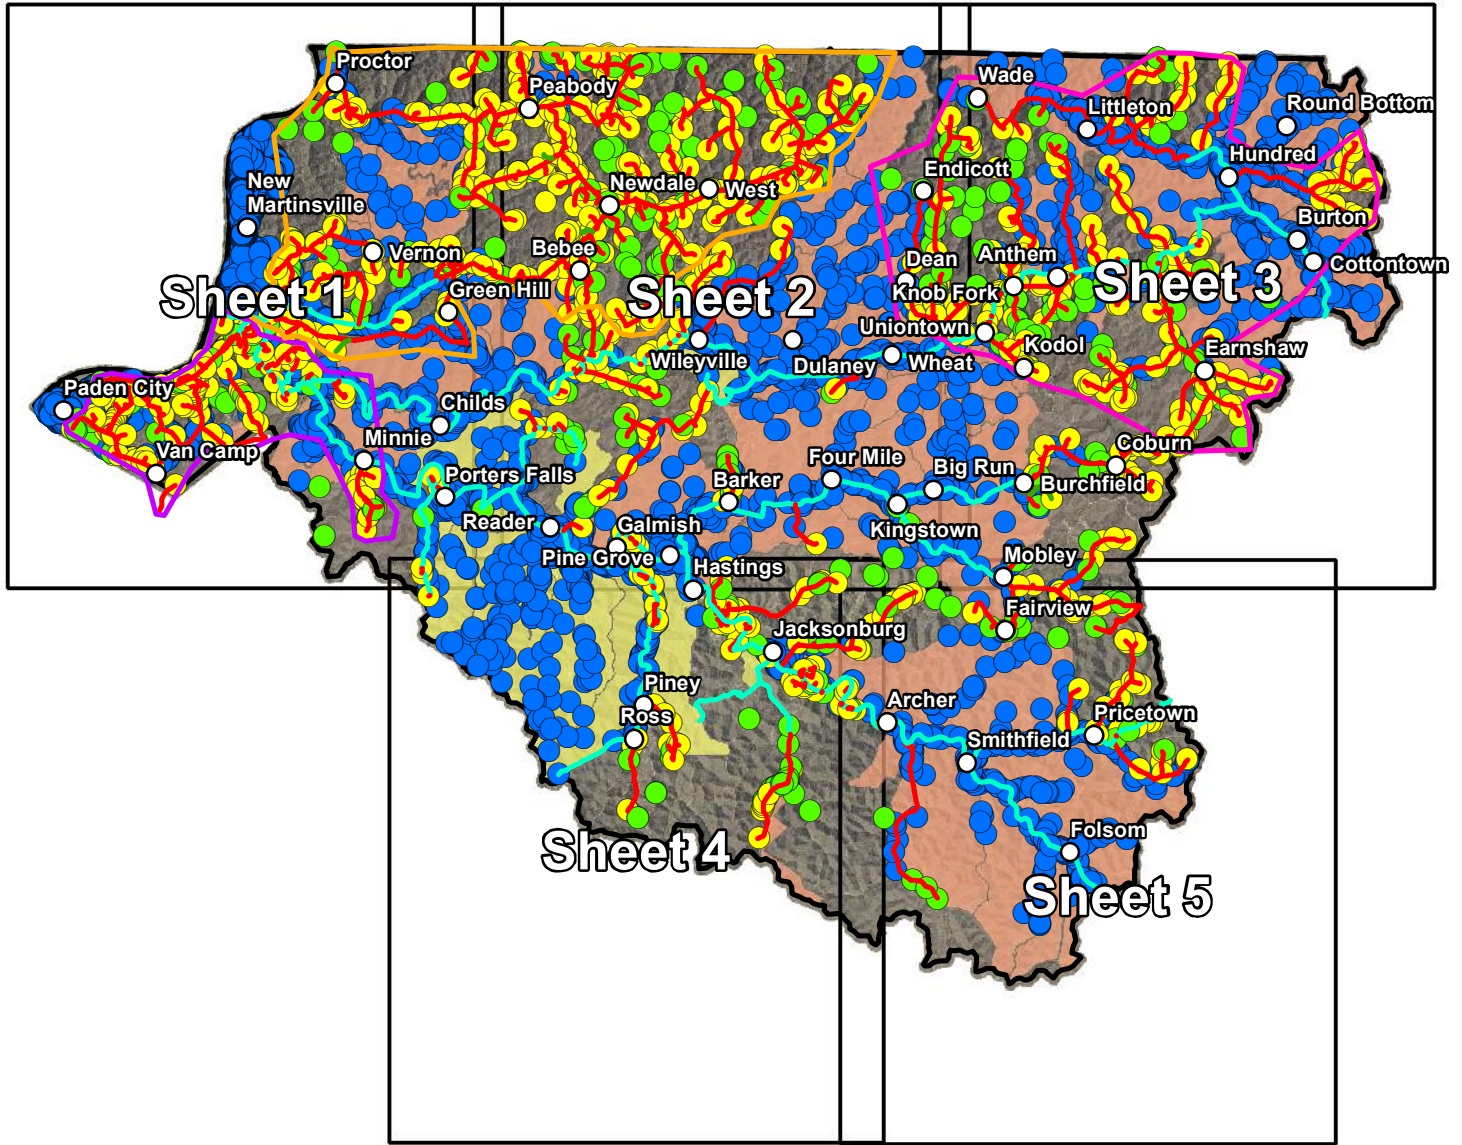 Proctor
Peabody
Wade
Littleton
Round Bottom
Hundred
New
Martinsville
Newdale
West
Endicott
Burton
Vernon
Bebee
Dean
Anthem
Cottontown
Sheet 1
Green Hill
Sheet 2
Knob Fork
Sheet 3
Uniontown
Wileyville
Dulaney
Wheat
Kodol
Earnshaw
Paden City
Childs
Minnie
Van Camp
Porters Falls
Barker
Four Mile
Big Run
Coburn
Burchfield
Reader
Galmish
Kingstown
Pine Grove
Hastings
Mobley
Fairview
Jacksonburg
Piney
Ross
Archer
Pricetown
Smithfield
Folsom
Sheet 4
Sheet 5